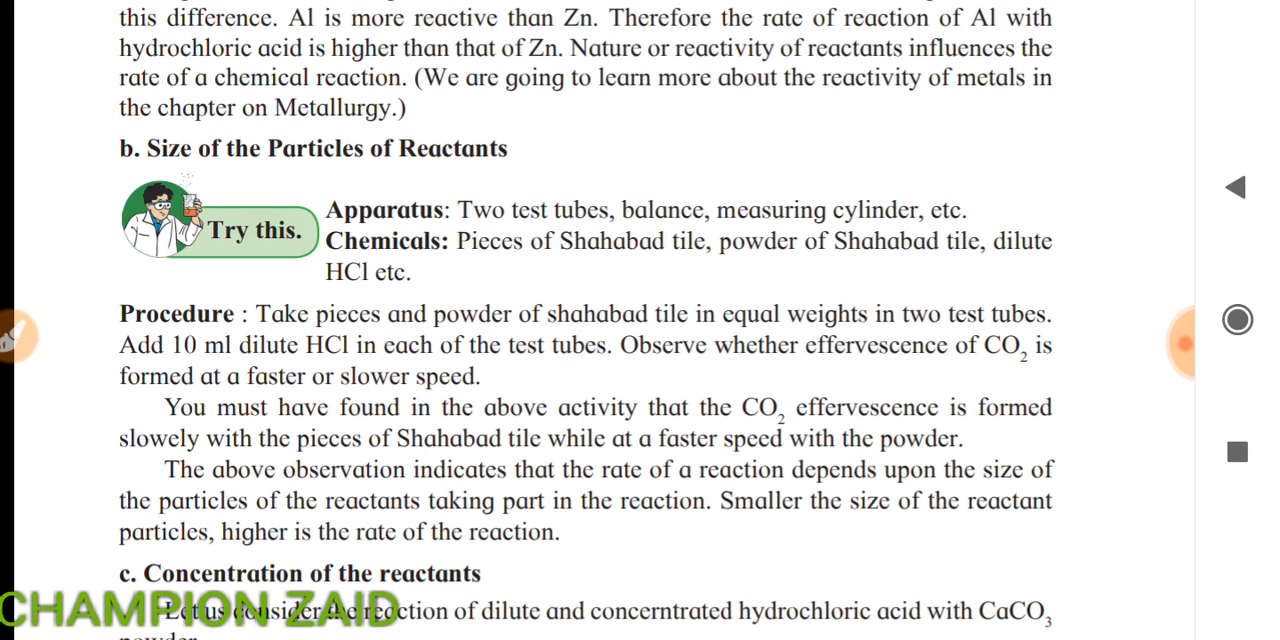 this difference. Al is more reactive than Zn. Therefore the rate of reaction of Al with
hydrochloric acid is higher than that of Zn. Nature or reactivity of reactants influences the
rate of a chemical reaction. (We are going to learn more about the reactivity of metals in
the chapter on Metallurgy.)
b. Size of the Particles of Reactants
Try this.
Apparatus: Two test tubes, balance, measuring cylinder, etc.
Chemicals: Pieces of Shahabad tile, powder of Shahabad tile, dilute
HCl etc.
Procedure : Take pieces and powder of shahabad tile in equal weights in two test tubes.
Add 10 ml dilute HCl in each of the test tubes. Observe whether effervescence of CO₂ is
formed at a faster or slower speed.
You must have found in the above activity that the CO₂ effervescence is formed
slowely with the pieces of Shahabad tile while at a faster speed with the powder.
The above observation indicates that the rate of a reaction depends upon the size of
the particles of the reactants taking part in the reaction. Smaller the size of the reactant
particles, higher is the rate of the reaction.
c. Concentration of the reactants
Let us consider the reaction of dilute and concerntrated hydrochloric acid with CaCO₃
CHAMPION ZAID